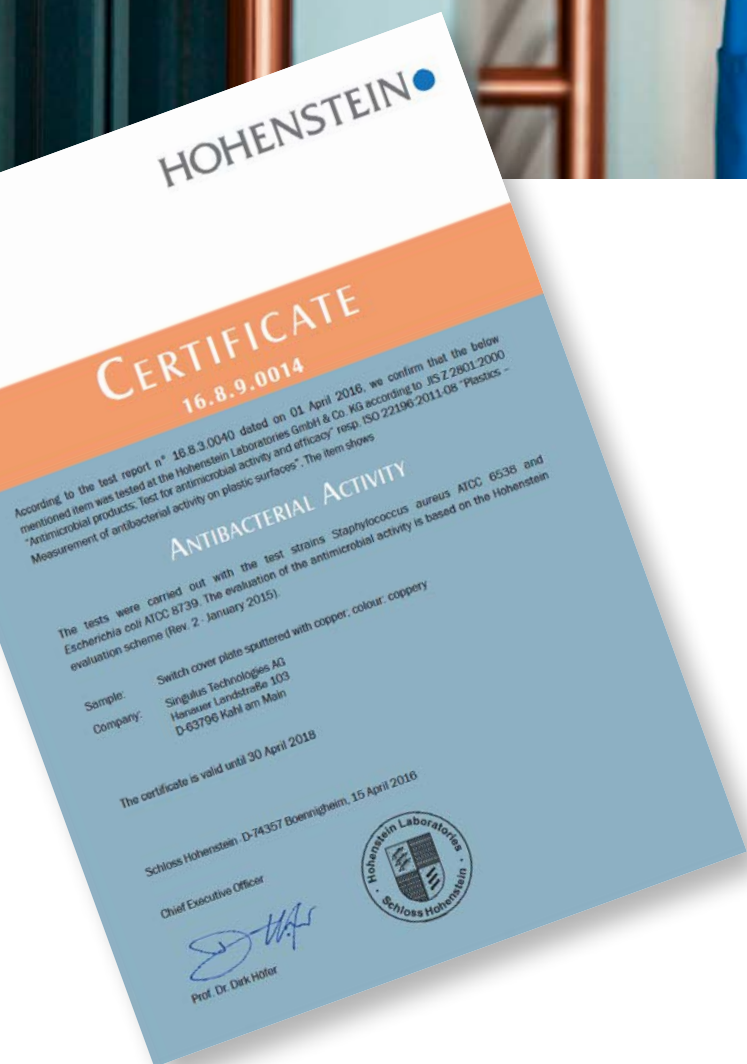 HOHENSTEIN
CERTIFICATE
16.8.9.0014
According to the test report n° 16.8.3.0040 dated on 01 April 2016, we confirm that the below
mentioned item was tested at the Hohenstein Laboratories GmbH & Co. KG according to JIS Z 2801:2000
"Antimicrobial products; Test for antimicrobial activity and efficacy" resp. ISO 22196:2011-08 "Plastics –
Measurement of antibacterial activity on plastic surfaces". The item shows
ANTIBACTERIAL ACTIVITY
The tests were carried out with the test strains Staphylococcus aureus ATCC 6538 and
Escherichia coli ATCC 8739. The evaluation of the antimicrobial activity is based on the Hohenstein
evaluation scheme (Rev. 2 - January 2015).
Sample: Switch cover plate sputtered with copper; colour: coppery
Company: Singulus Technologies AG
Hanauer Landstraße 103
D-63796 Kahl am Main
The certificate is valid until 30 April 2018
Schloss Hohenstein D-74357 Boennigheim, 15 April 2016
Chief Executive Officer
Prof. Dr. Dirk Höfer
Hohenstein Laboratories
Schloss Hohenstein